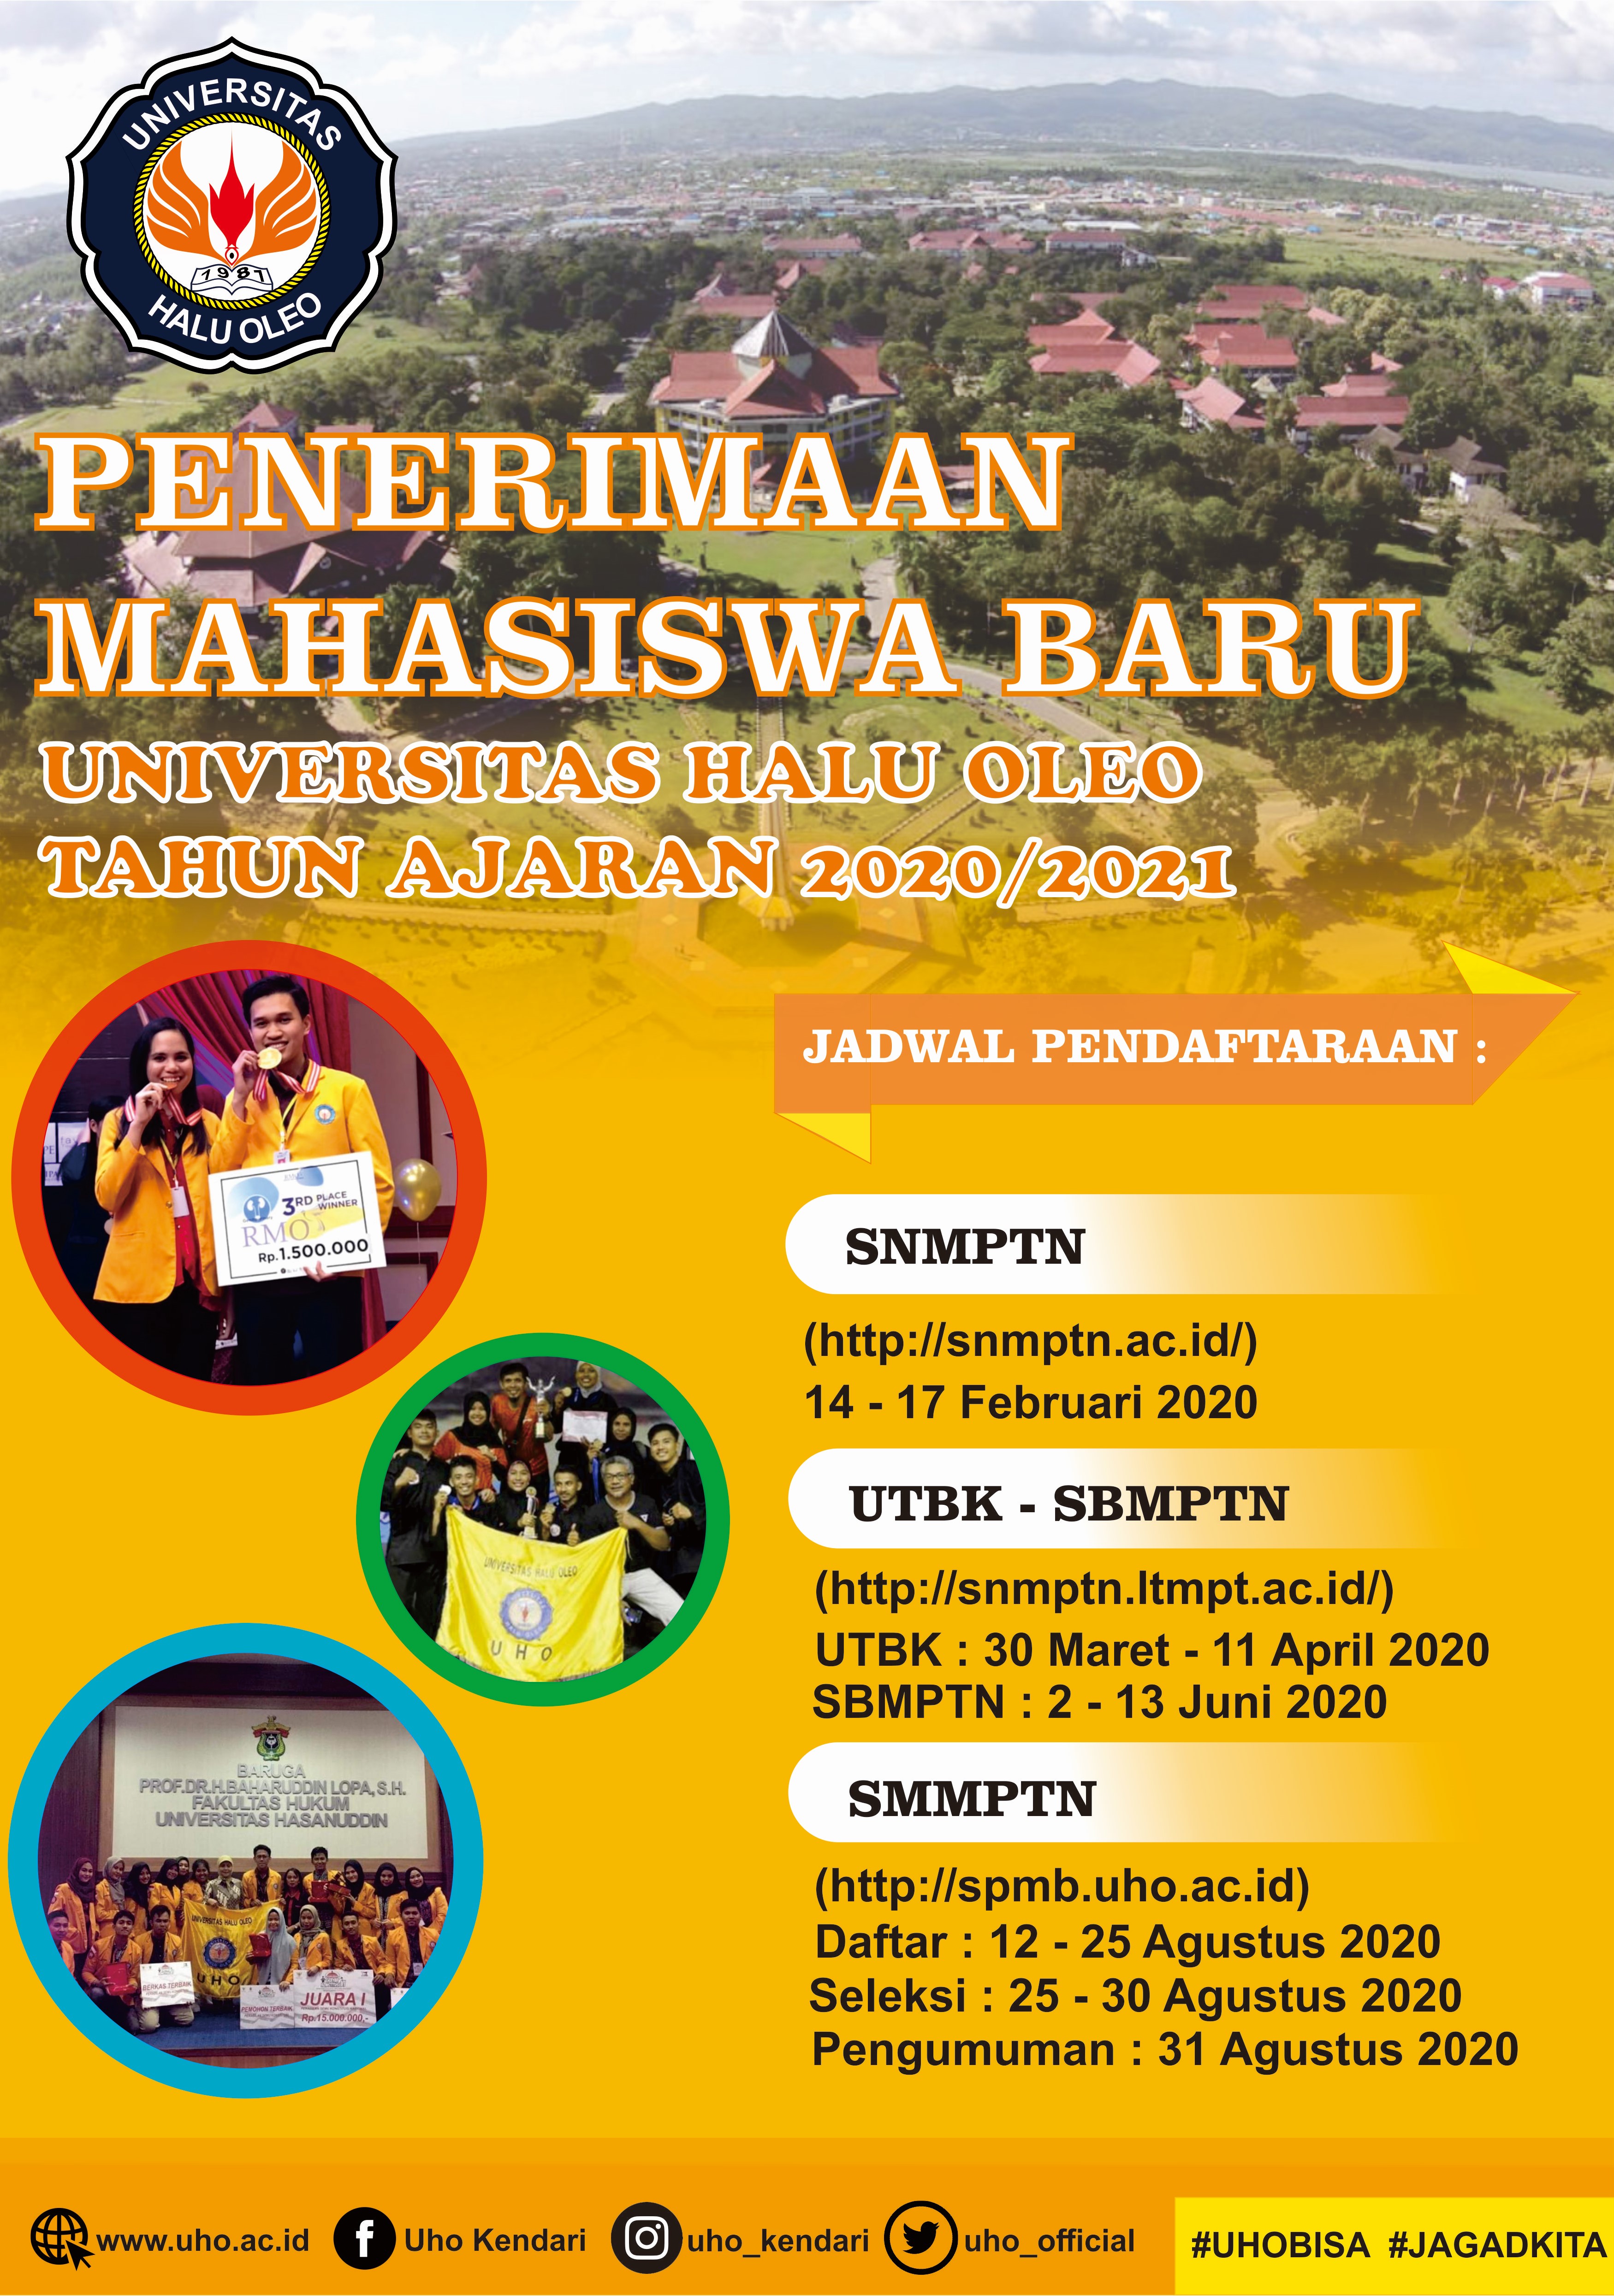 UNIVERSITAS
1981
HALU OLEO
PENERIMAAN
MAHASISWA BARU
UNIVERSITAS HALU OLEO
TAHUN AJARAN 2020/2021
JADWAL PENDAFTARAAN :
3RD PLACE
WINNER
RMO
Rp.1.500.000
SNMPTN
(http://snmptn.ac.id/)
14 - 17 Februari 2020
UTBK - SBMPTN
(http://snmptn.ltmpt.ac.id/)
UTBK : 30 Maret - 11 April 2020
SBMPTN : 2 - 13 Juni 2020
UNIVERSITAS HALU OLEO
UHO
SMMPTN
(http://spmb.uho.ac.id)
Daftar : 12 - 25 Agustus 2020
Seleksi : 25 - 30 Agustus 2020
Pengumuman : 31 Agustus 2020
BARUGA
PROF.DR.H.BAHARUDDIN LOPA, S.H.
FAKULTAS HUKUM
UNIVERSITAS HASANUDDIN
UNIVERSITAS HALU OLEO
UHO
BERKAS TERBAIK
PEMOHON TERBAIK
JUARA I
Rp.15.000.000,-
www.uho.ac.id
Uho Kendari
uho_kendari
uho_official
#UHOBISA #JAGADKITA